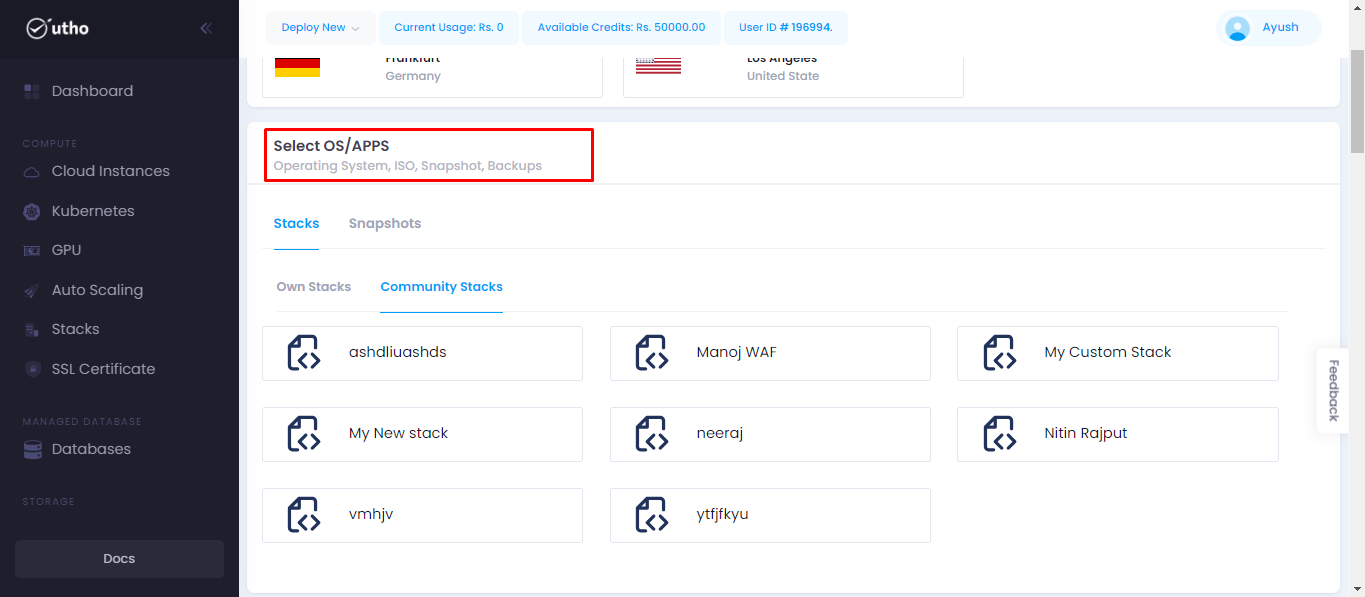 utho
Deploy New
Current Usage: Rs. 0
Available Credits: Rs. 50000.00
User ID # 196994.
Ayush
Dashboard
COMPUTE
Cloud Instances
Kubernetes
GPU
Auto Scaling
Stacks
SSL Certificate
MANAGED DATABASE
Databases
STORAGE
Docs
Frankfurt
Germany
Los Angeles
United State
Select OS/APPS
Operating System, ISO, Snapshot, Backups
Stacks
Snapshots
Own Stacks
Community Stacks
ashdliuashds
Manoj WAF
My Custom Stack
My New stack
neeraj
Nitin Rajput
vmhjv
ytfjfkyu
Feedback